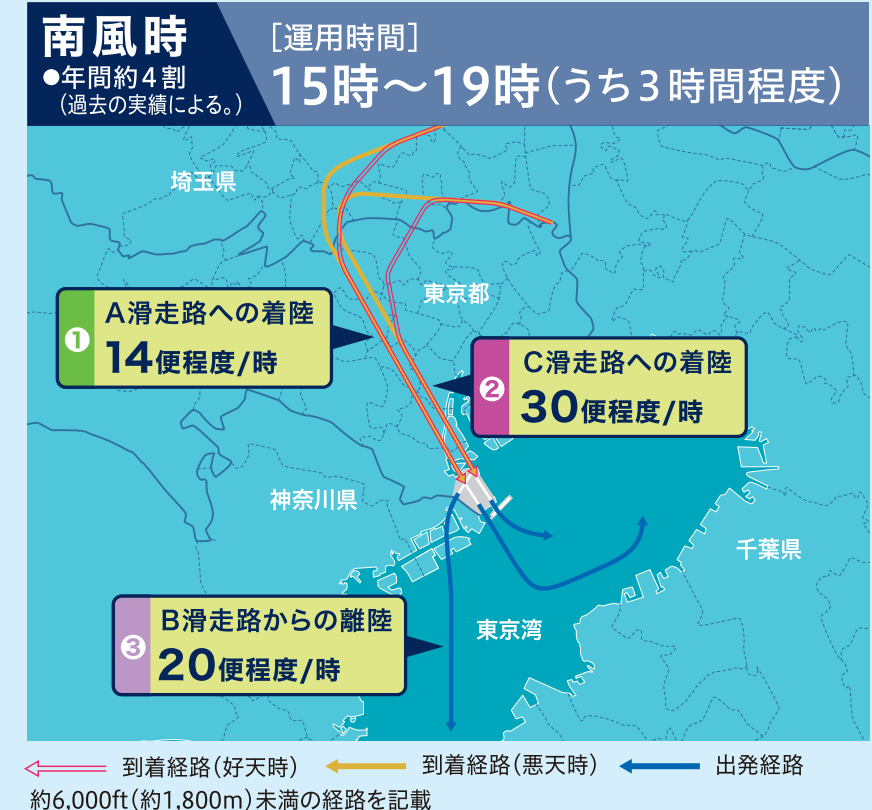 南風時
●年間約4割
(過去の実績による。)
[運用時間]
15時～19時(うち3時間程度)
埼玉県
東京都
❶
A滑走路への着陸
14便程度/時
❷
C滑走路への着陸
30便程度/時
神奈川県
千葉県
東京湾
❸
B滑走路からの離陸
20便程度/時
到着経路(好天時)
到着経路(悪天時)
出発経路
約6,000ft(約1,800m)未満の経路を記載